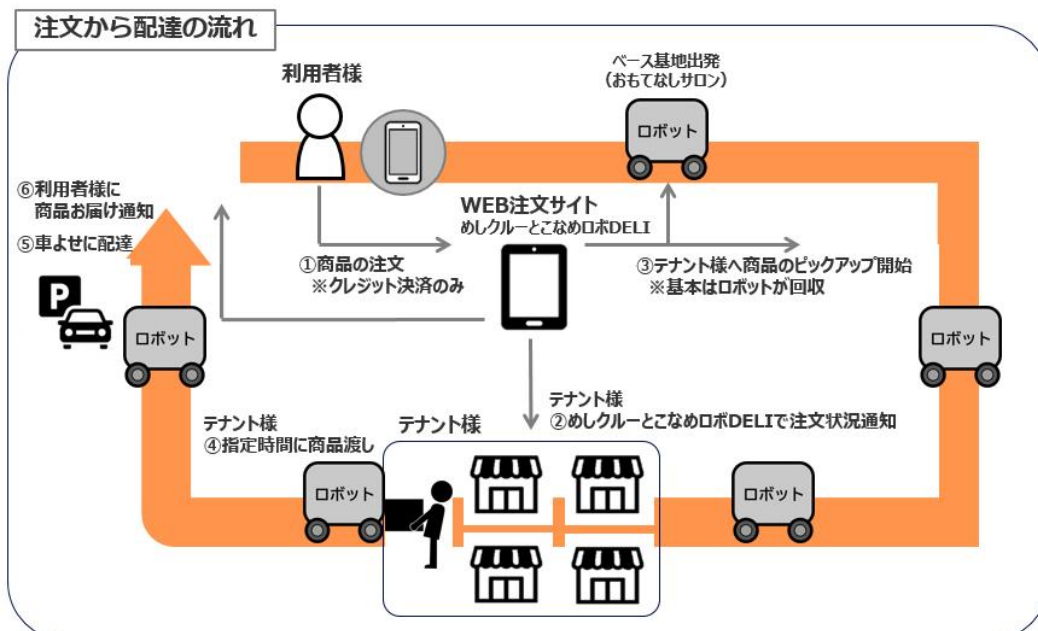 注文から配達の流れ
利用者様
ベース基地出発
（おもてなしサロン）
ロボット
⑥利用者様に
商品お届け通知
⑤車よせに配達
WEB注文サイト
めしクルーとこなめロボDELI
①商品の注文
※クレジット決済のみ
③テナント様へ商品のピックアップ開始
※基本はロボットが回収
P
ロボット
ロボット
テナント様
④指定時間に商品渡し
テナント様
テナント様
②めしクルーとこなめロボDELIで注文状況通知
ロボット
ロボット